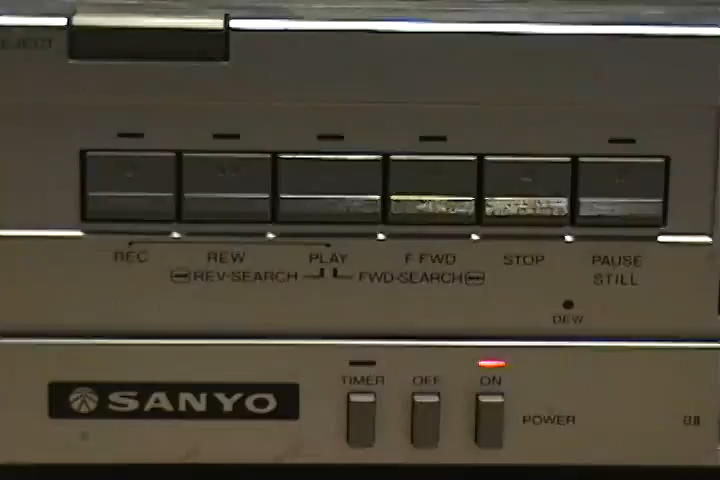 EJECT
REC REW PLAY F·FWD STOP PAUSE
STILL
REV-SEARCH FWD-SEARCH
DEW
TIMER OFF ON
SANYO
POWER